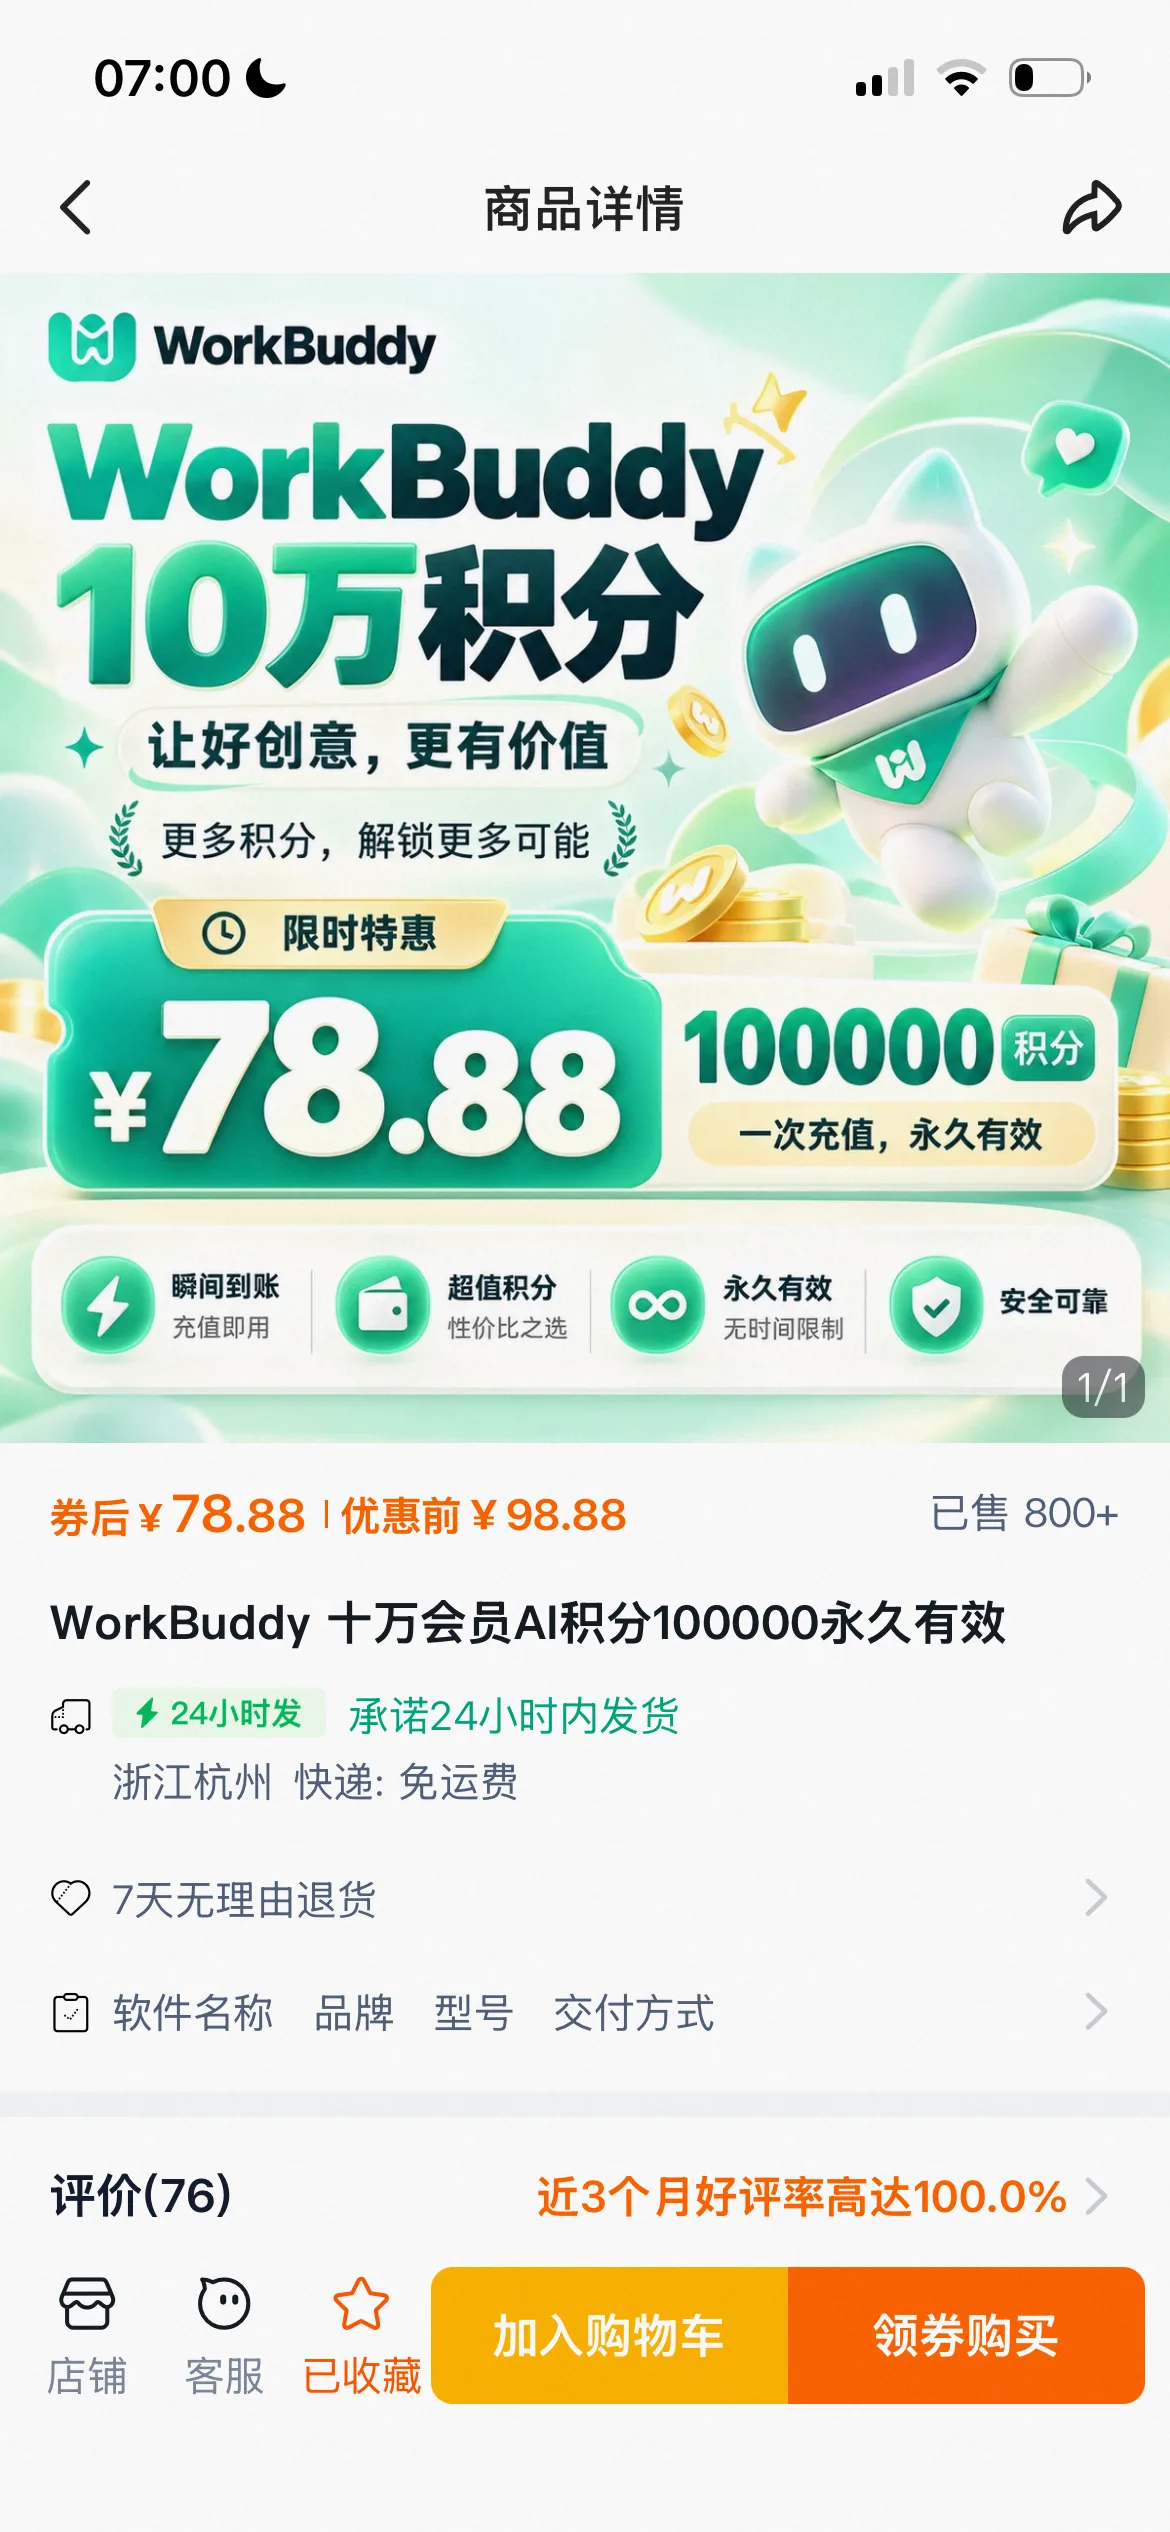 07:00
商品详情
WorkBuddy
WorkBuddy
10万积分
让好创意，更有价值
更多积分，解锁更多可能
限时特惠
¥78.88
100000 积分
一次充值，永久有效
瞬间到账
充值即用
超值积分
性价比之选
永久有效
无时间限制
安全可靠
1/1
券后¥78.88 | 优惠前¥98.88
已售 800+
WorkBuddy 十万会员AI积分100000永久有效
24小时发 承诺24小时内发货
浙江杭州 快递: 免运费
7天无理由退货
软件名称 品牌 型号 交付方式
评价(76)
近3个月好评率高达100.0%
店铺
客服
已收藏
加入购物车
领券购买